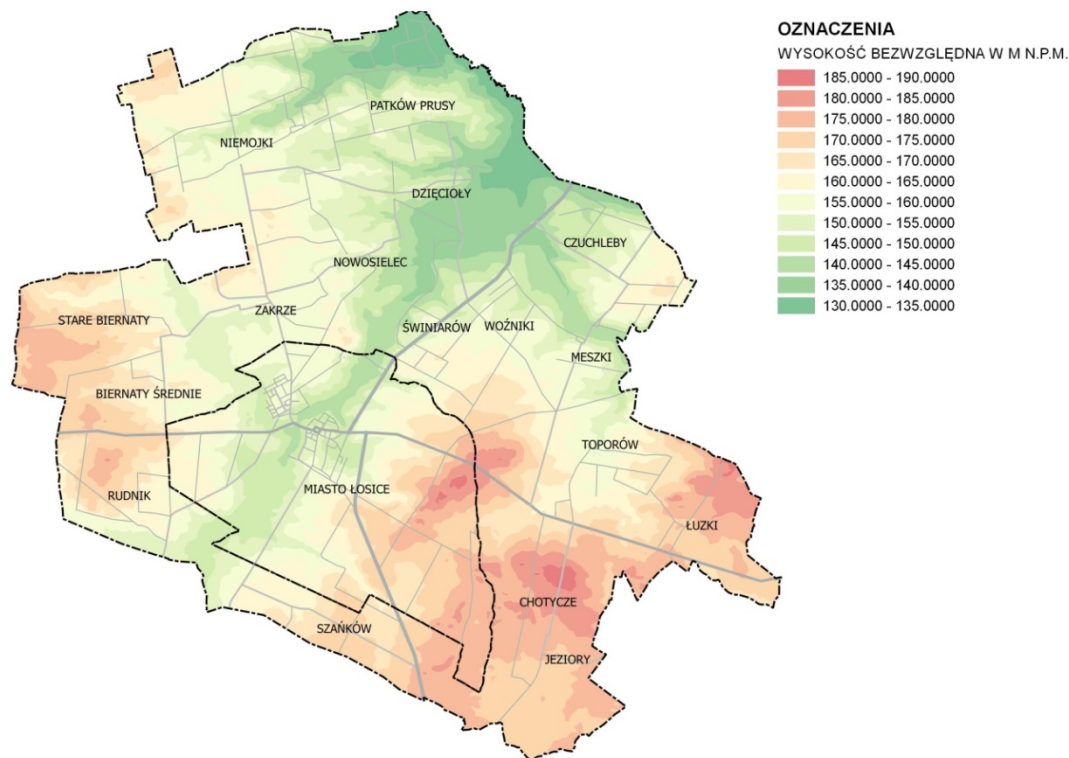 OZNACZENIA
WYSOKOŚĆ BEZWZGLĘDNA W M N.P.M.
185.0000 - 190.0000
180.0000 - 185.0000
175.0000 - 180.0000
170.0000 - 175.0000
165.0000 - 170.0000
160.0000 - 165.0000
155.0000 - 160.0000
150.0000 - 155.0000
145.0000 - 150.0000
140.0000 - 145.0000
135.0000 - 140.0000
130.0000 - 135.0000
PATKÓW PRUSY
NIEMOJKI
DZIĘCIOŁY
CZUCHLEBY
NOWOSIELEC
ZAKRZE
STARE BIERNATY
ŚWINIARÓW
WOŹNIKI
MESZKI
BIERNATY ŚREDNIE
TOPORÓW
MIASTO ŁOSICE
RUDNIK
ŁUZKI
CHOTYCZE
SZAŃKÓW
JEZIORY